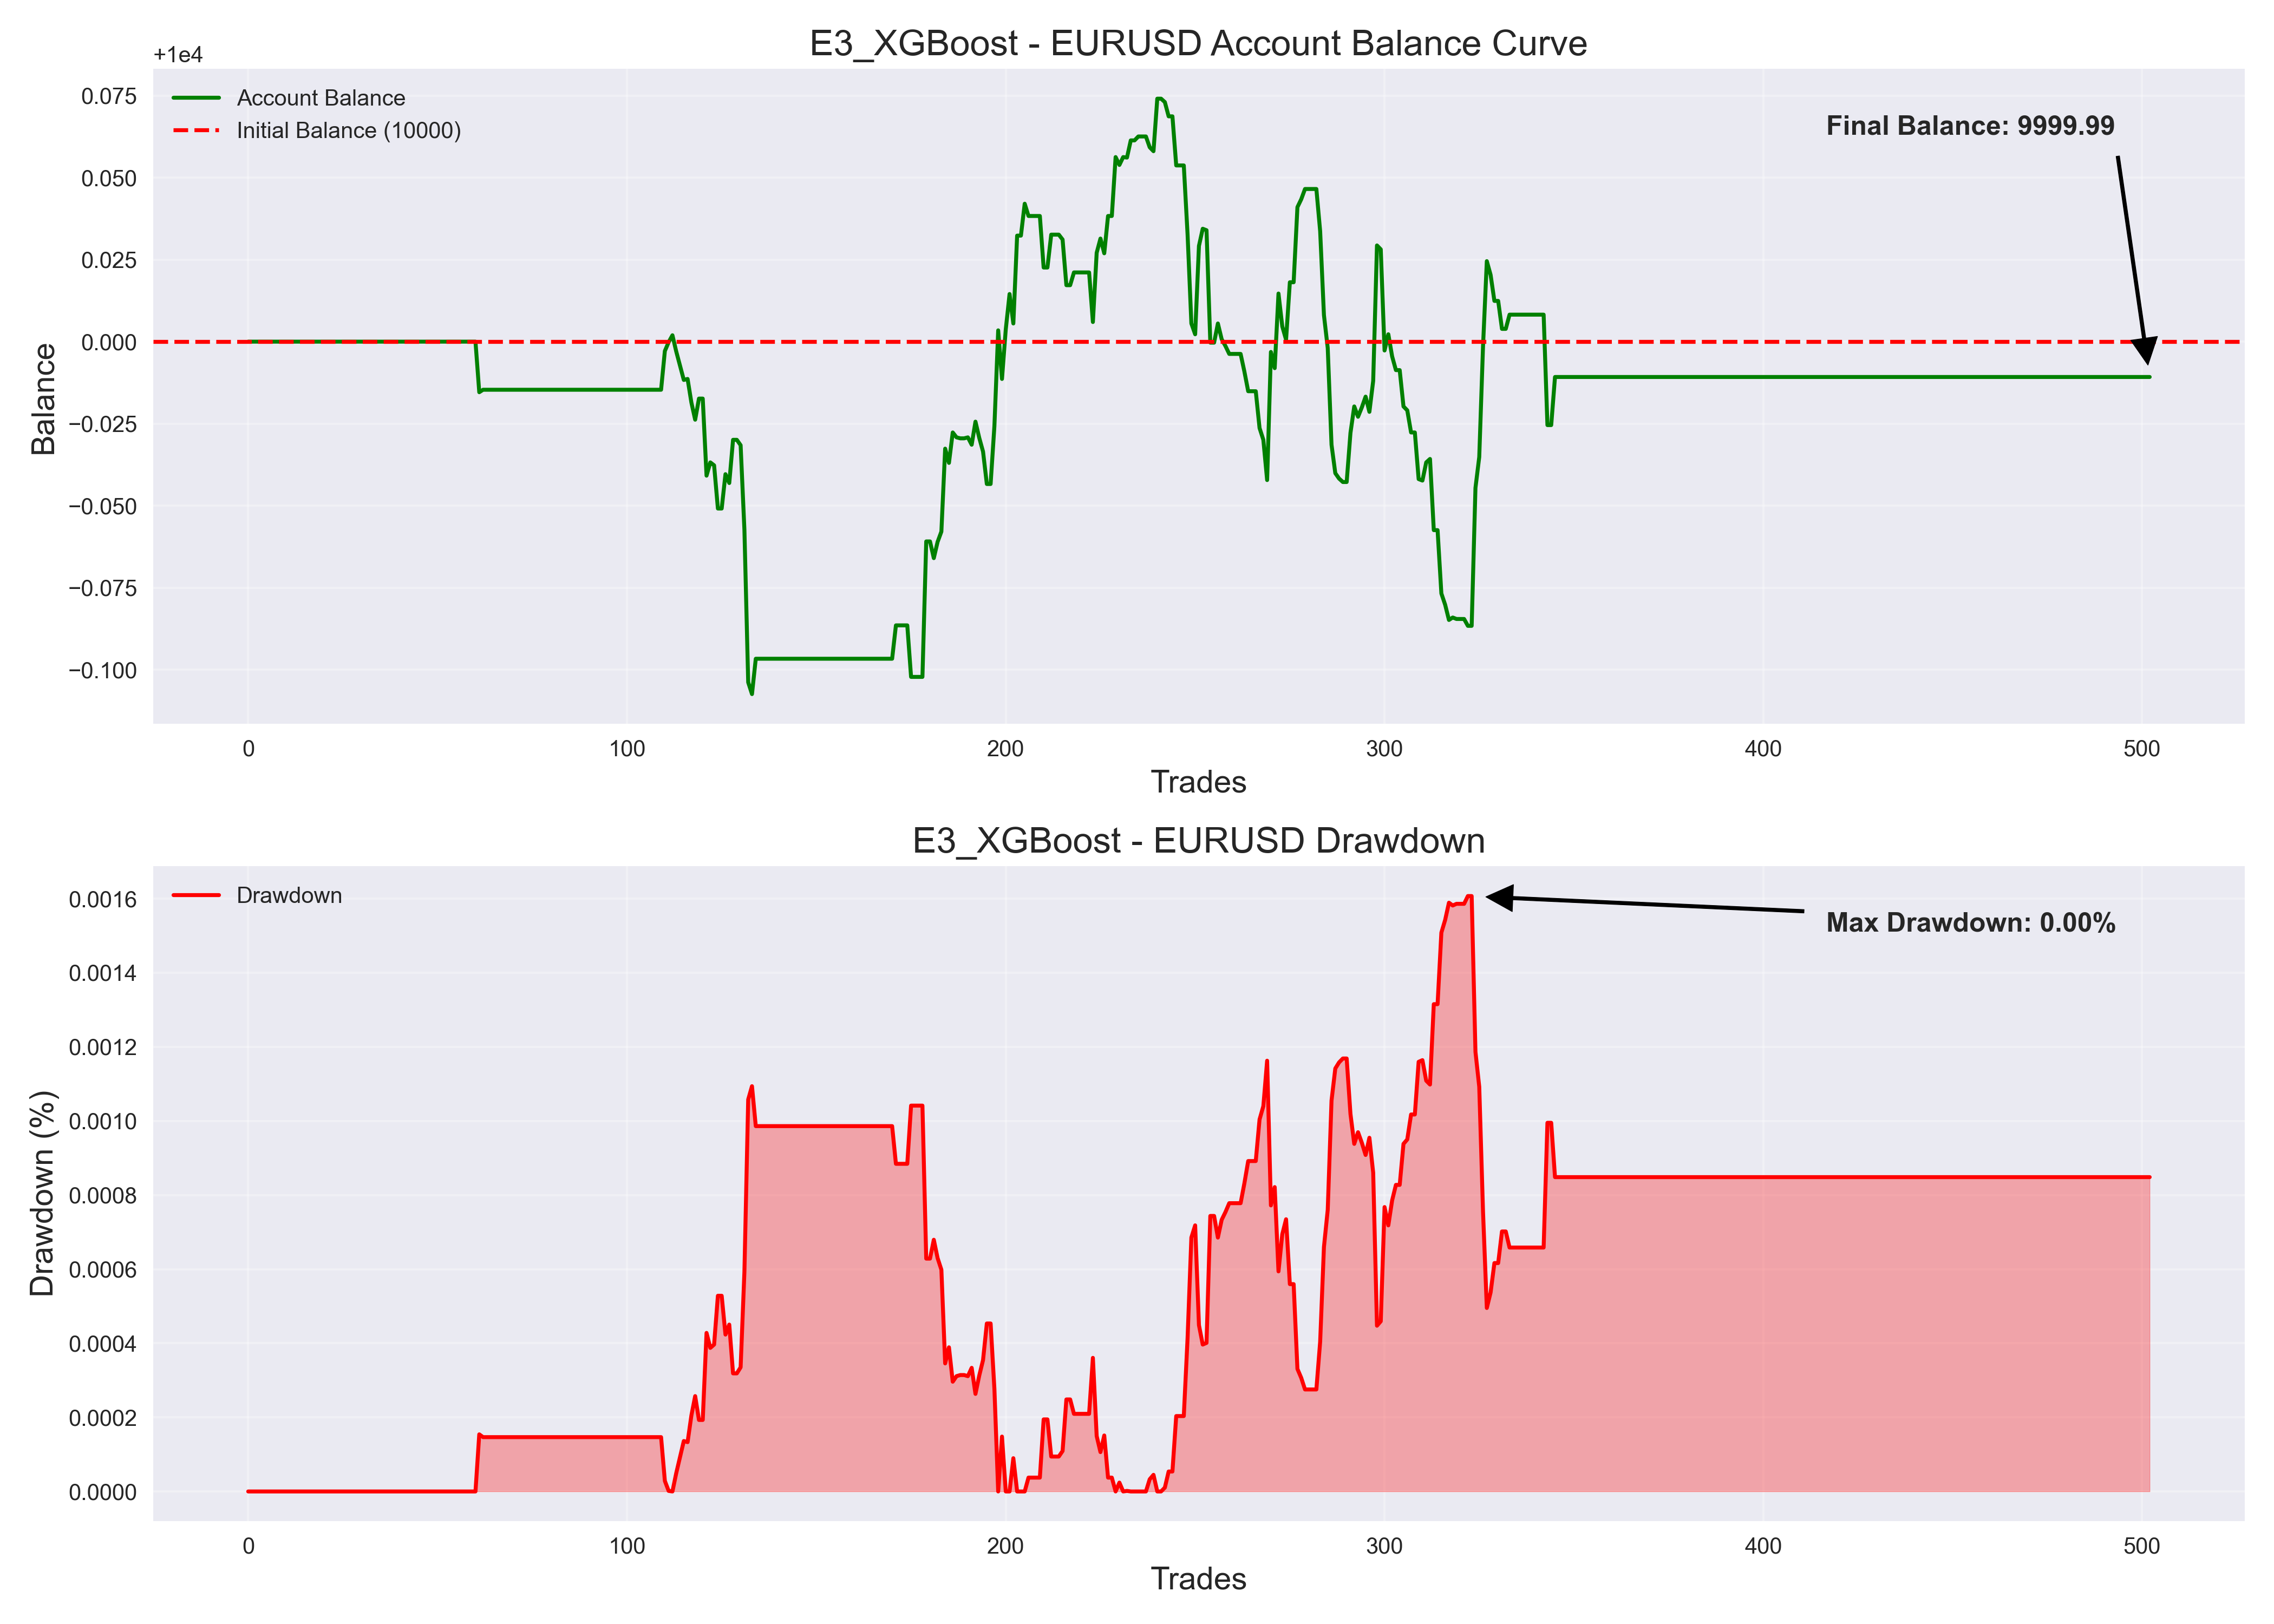 E3_XGBoost - EURUSD Account Balance Curve
+1e4
Account Balance
Initial Balance (10000)
Final Balance: 9999.99
0.075
0.050
0.025
0.000
−0.025
−0.050
−0.075
−0.100
Balance
0 100 200 300 400 500
Trades
E3_XGBoost - EURUSD Drawdown
Drawdown
Max Drawdown: 0.00%
0.0016
0.0014
0.0012
0.0010
0.0008
0.0006
0.0004
0.0002
0.0000
Drawdown (%)
0 100 200 300 400 500
Trades